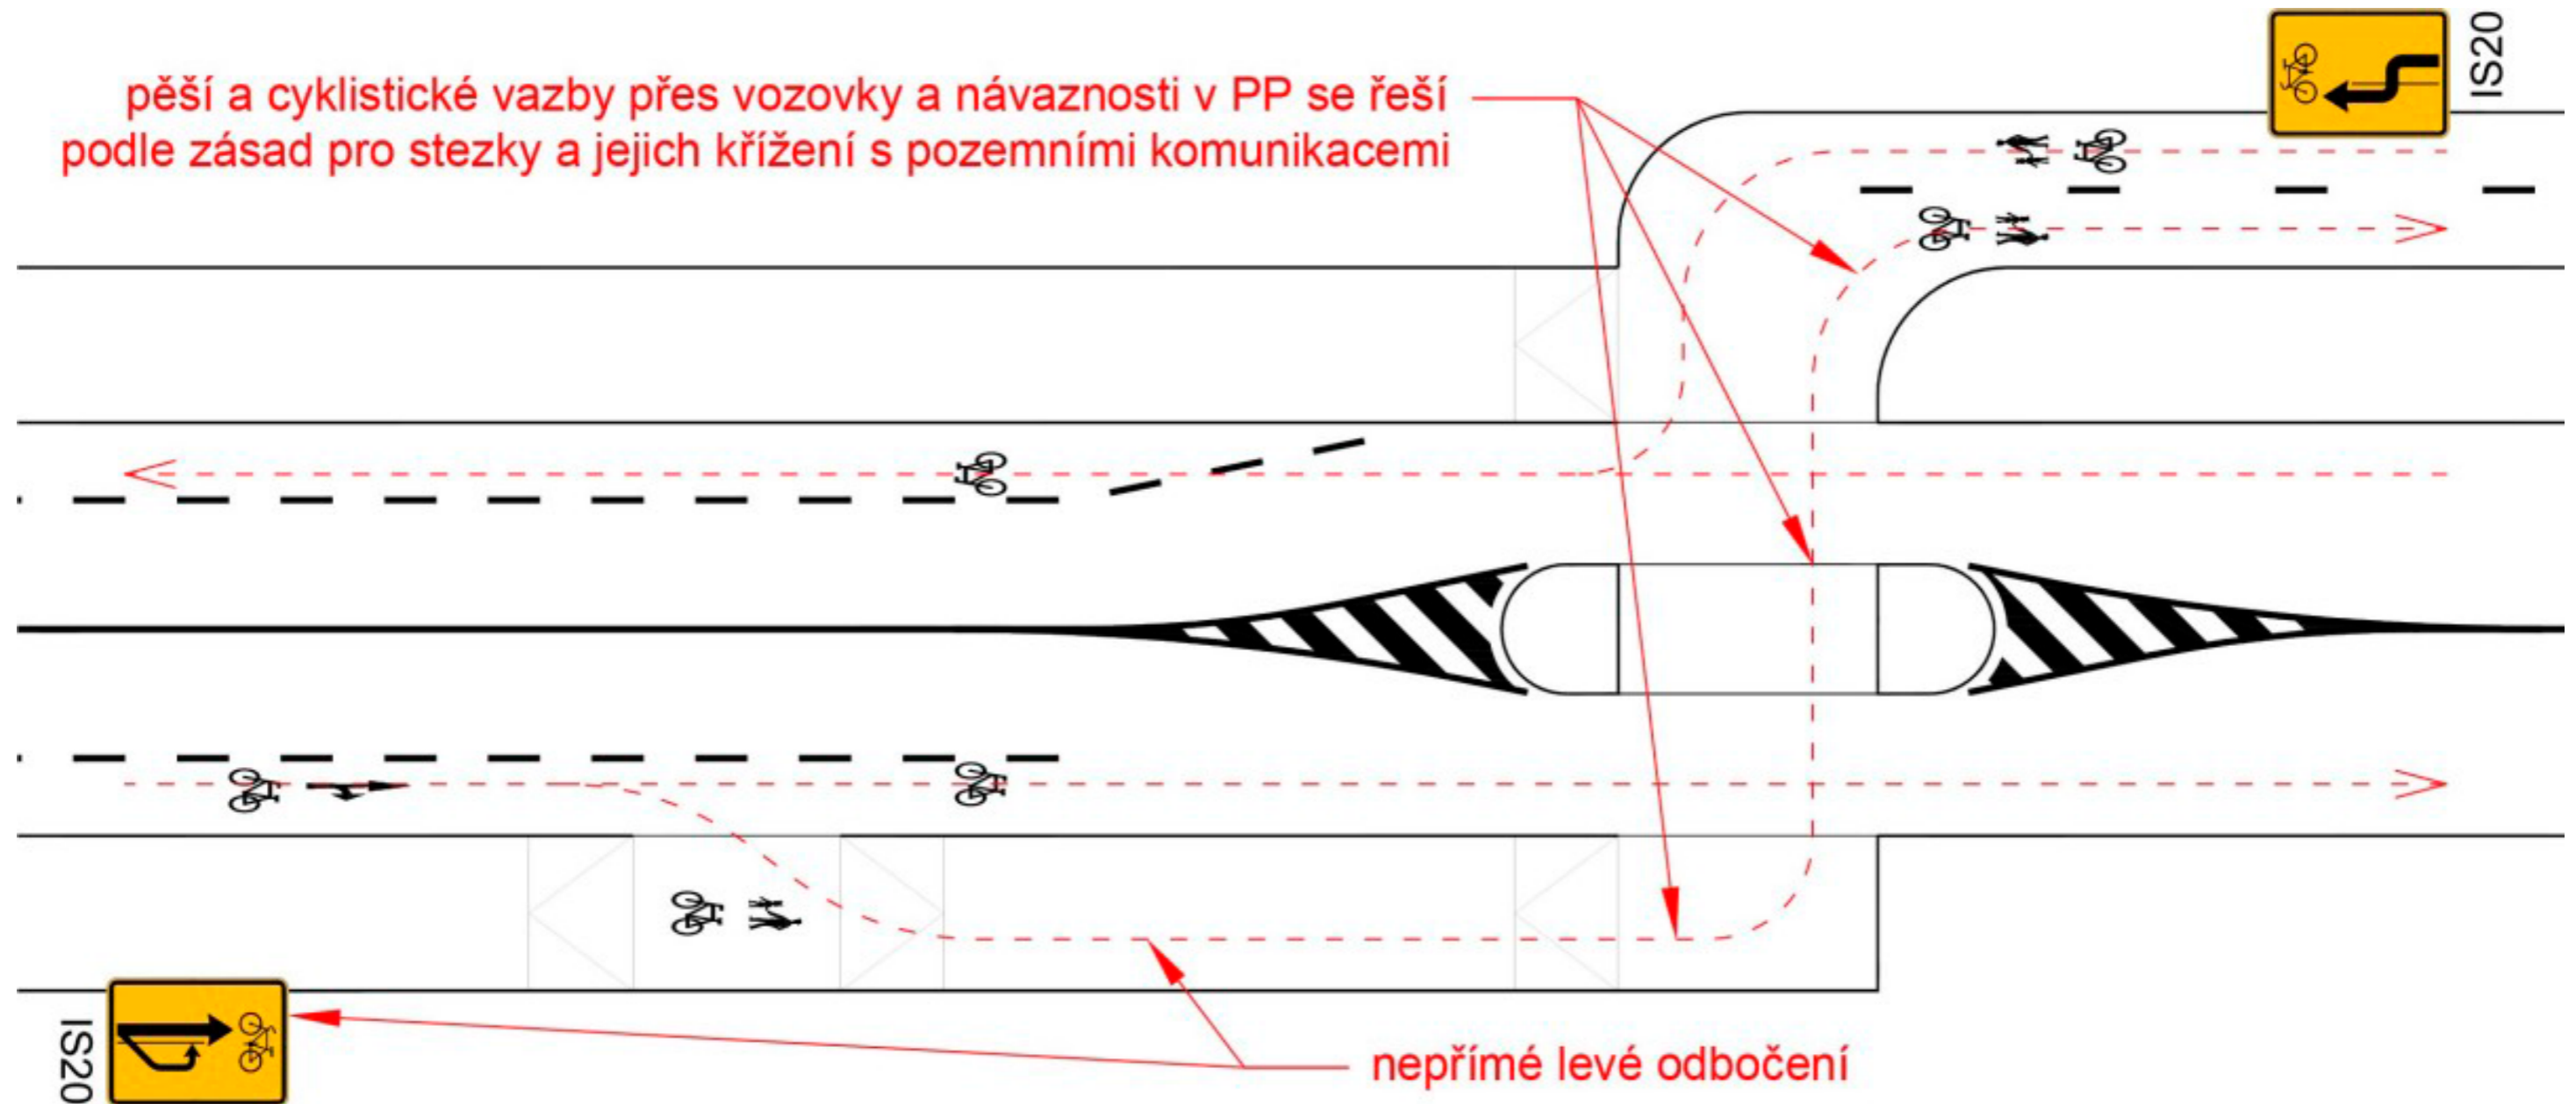 pěší a cyklistické vazby přes vozovky a návaznosti v PP se řeší
podle zásad pro stezky a jejich křížení s pozemními komunikacemi
IS20
IS20
nepřímé levé odbočení